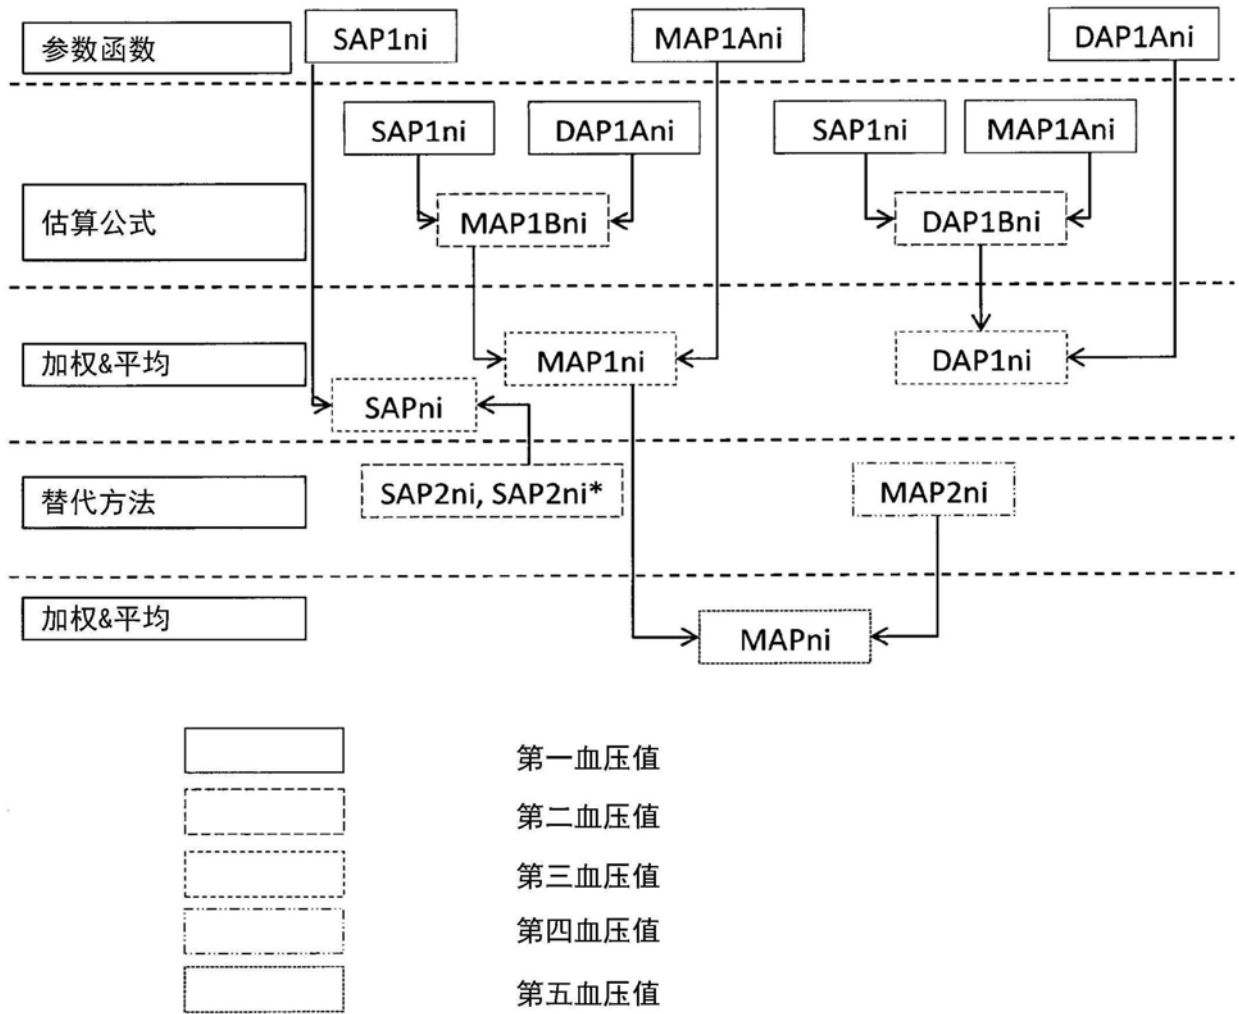 参数函数
SAP1ni
MAP1Ani
DAP1Ani
SAP1ni
DAP1Ani
SAP1ni
MAP1Ani
估算公式
MAP1Bni
DAP1Bni
加权&平均
MAP1ni
DAP1ni
SAPni
替代方法
SAP2ni, SAP2ni*
MAP2ni
加权&平均
MAPni
第一血压值
第二血压值
第三血压值
第四血压值
第五血压值